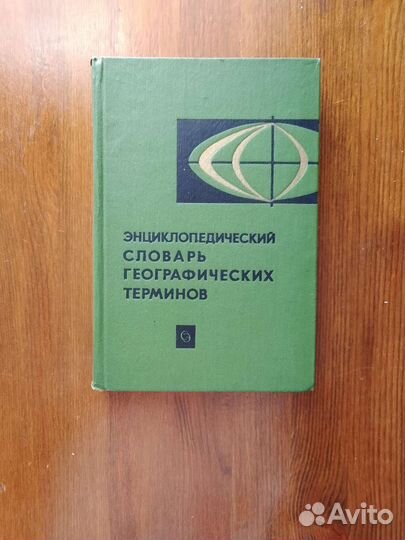 ЭНЦИКЛОПЕДИЧЕСКИЙ
СЛОВАРЬ
ГЕОГРАФИЧЕСКИХ
ТЕРМИНОВ
Avito